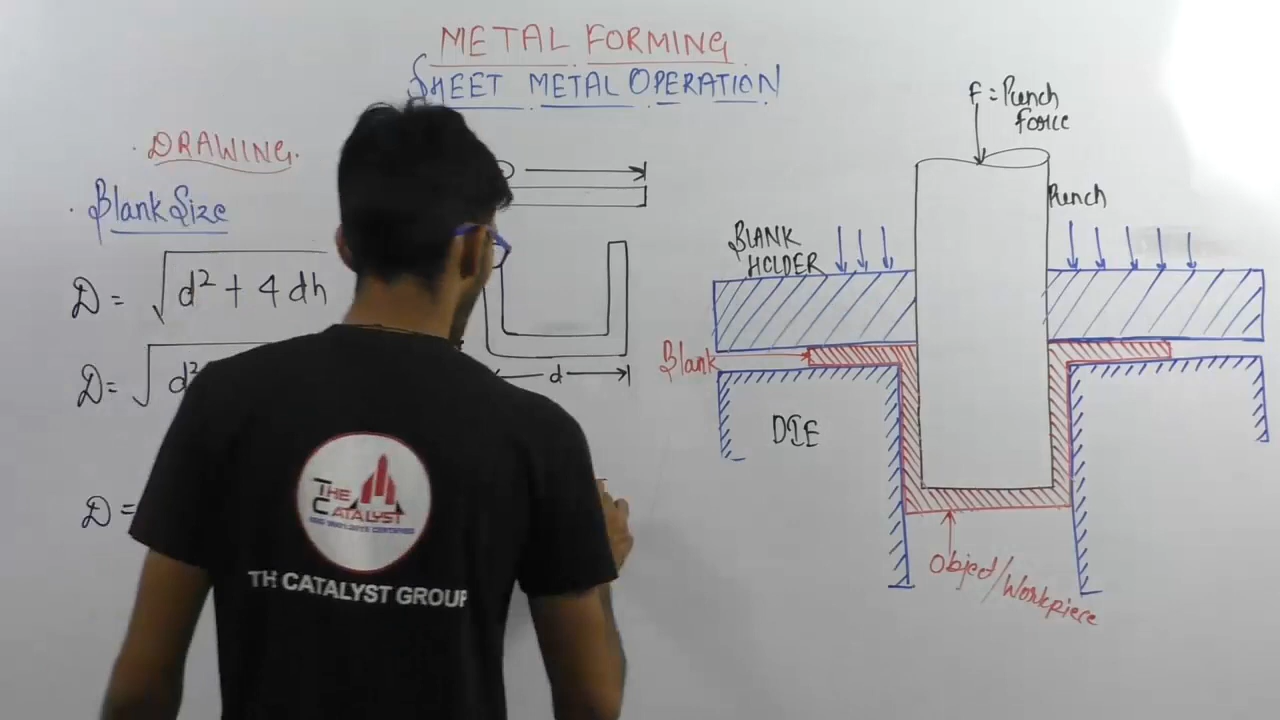 METAL FORMING
SHEET METAL OPERATION
DRAWING
Blank Size
D = √d² + 4dh
D = √d²
D =
d
F = Punch
force
Punch
BLANK
HOLDER
Blank
DIE
Object/Workpiece
THE
CATALYST
TH CATALYST GROUP